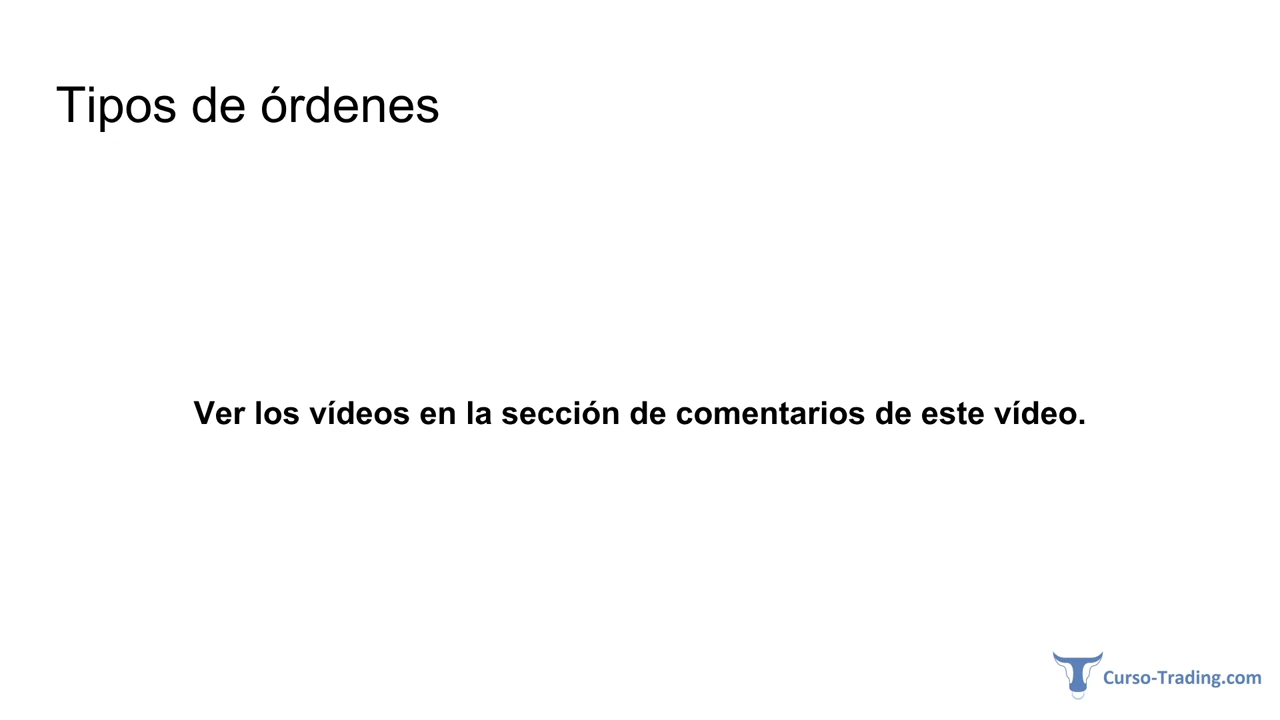 Tipos de órdenes
Ver los vídeos en la sección de comentarios de este vídeo.
Curso-Trading.com